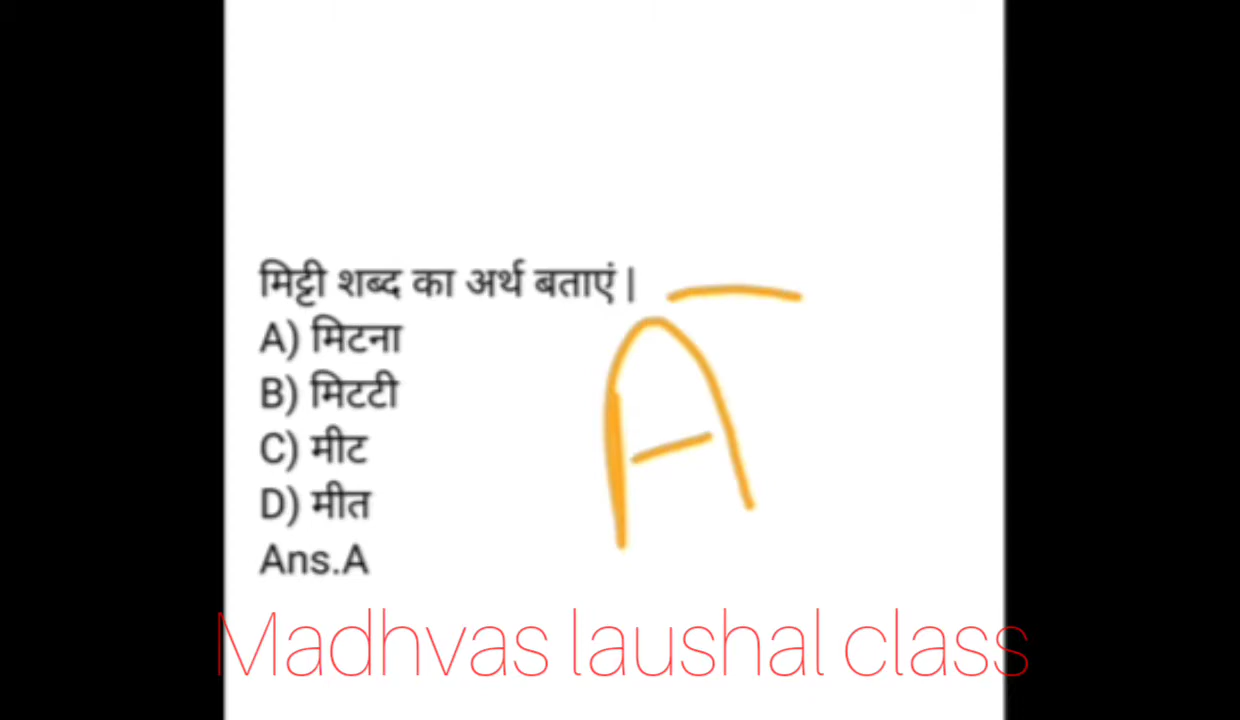 मिट्टी शब्द का अर्थ बताएं |
A) मिटना
B) मिटटी
C) मीट
D) मीत
Ans.A
A
Madhvas laushal class